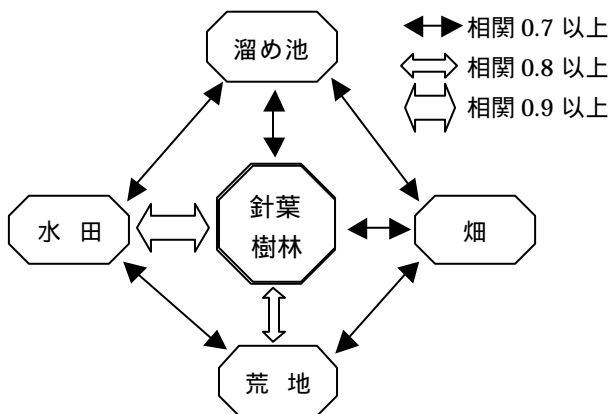 溜め池
相関 0.7 以上
相関 0.8 以上
相関 0.9 以上
針葉
樹林
水 田
畑
荒 地